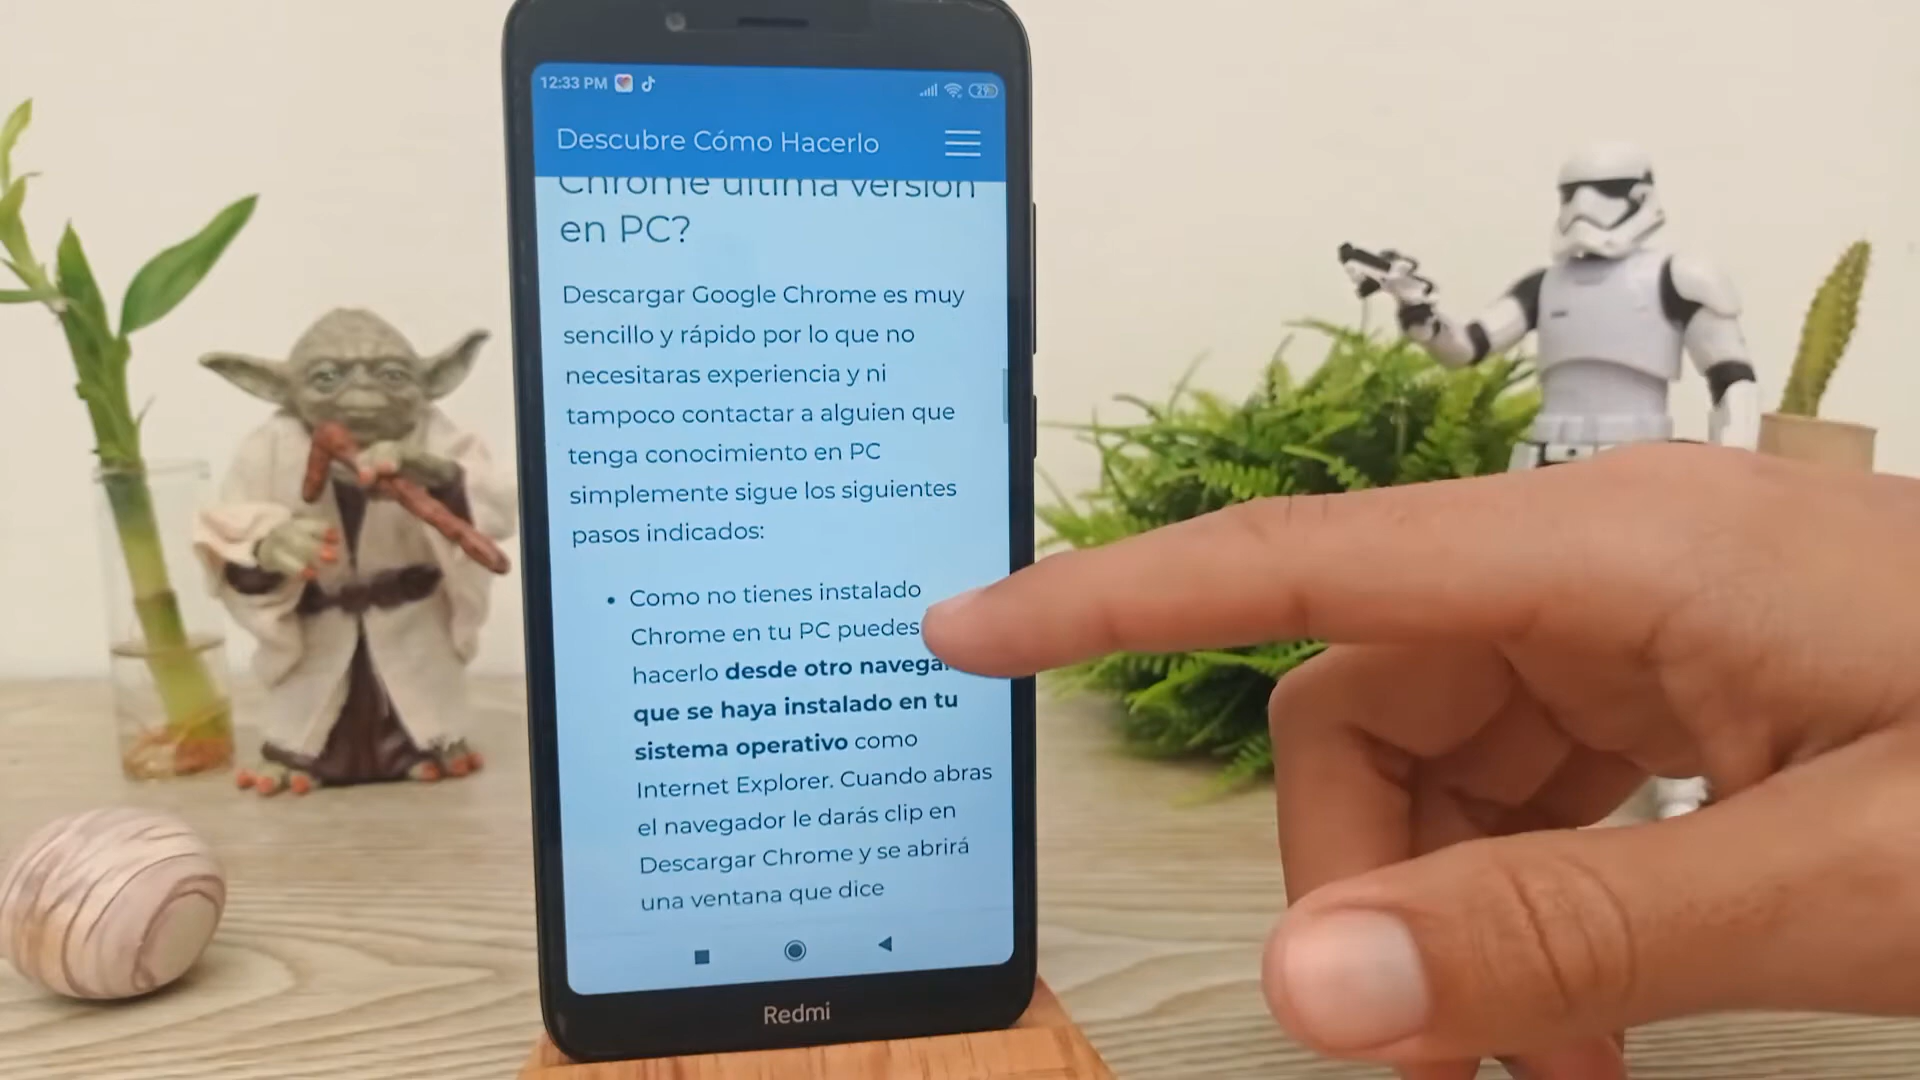 12:33 PM
29
Descubre Cómo Hacerlo
Chrome última versión
en PC?
Descargar Google Chrome es muy
sencillo y rápido por lo que no
necesitaras experiencia y ni
tampoco contactar a alguien que
tenga conocimiento en PC
simplemente sigue los siguientes
pasos indicados:
• Como no tienes instalado
Chrome en tu PC puedes
hacerlo desde otro
que se haya instalado en tu
sistema operativo como
Internet Explorer. Cuando abras
el navegador le darás clip en
Descargar Chrome y se abrirá
una ventana que dice
Redmi